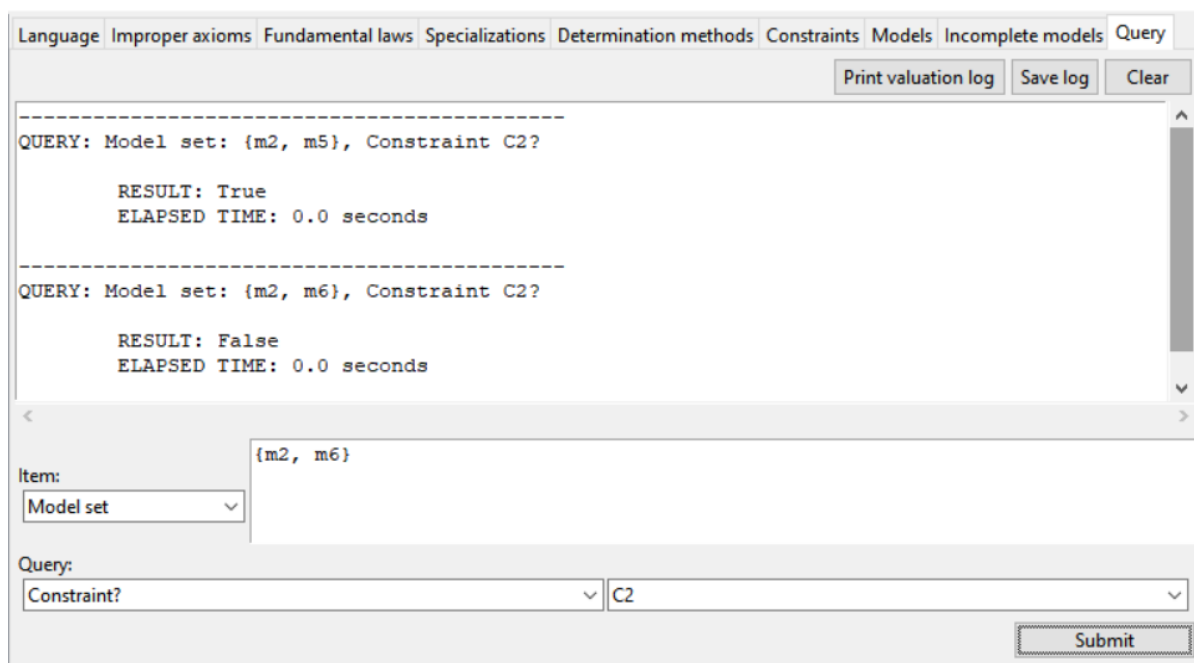 Language Improper axioms Fundamental laws Specializations Determination methods Constraints Models Incomplete models Query
Print valuation log Save log Clear
--------------------------------------------
QUERY: Model set: {m2, m5}, Constraint C2?
RESULT: True
ELAPSED TIME: 0.0 seconds
--------------------------------------------
QUERY: Model set: {m2, m6}, Constraint C2?
RESULT: False
ELAPSED TIME: 0.0 seconds
{m2, m6}
Item:
Model set
Query:
Constraint? C2
Submit